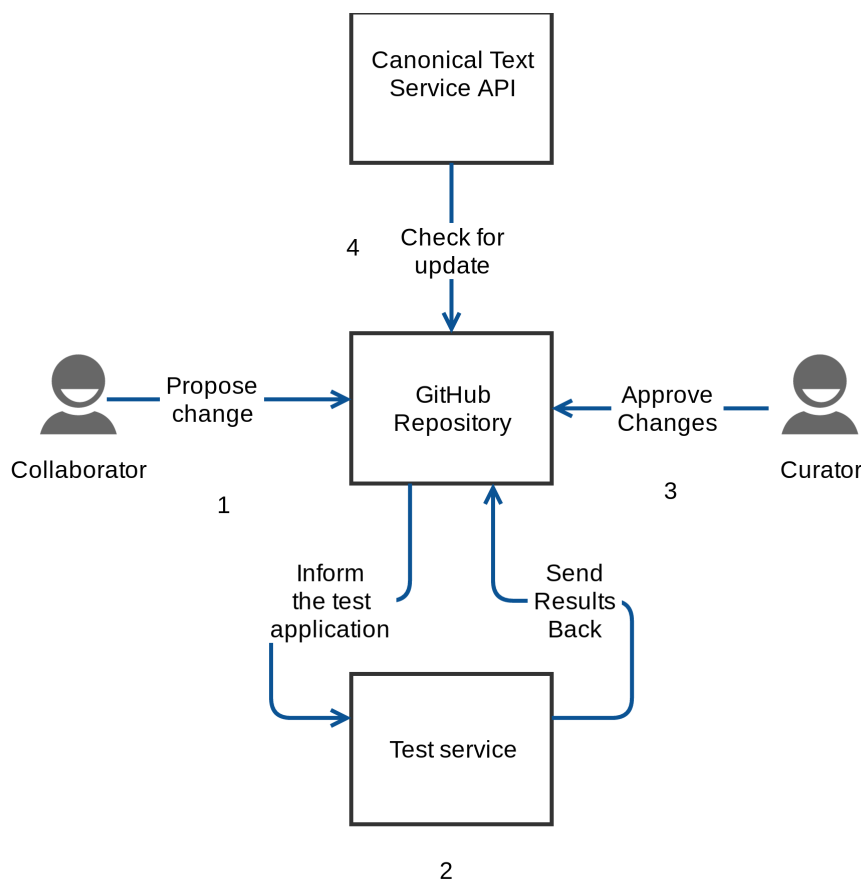 Canonical Text
Service API
4
Check for
update
Propose
change
GitHub
Repository
Approve
Changes
Collaborator
Curator
1
3
Inform
the test
application
Send
Results
Back
Test service
2